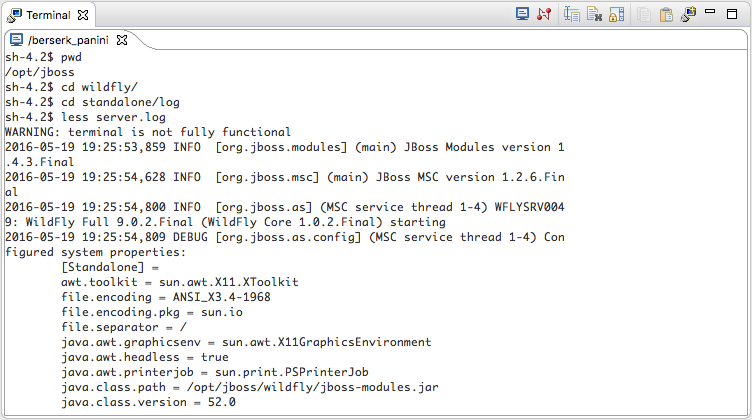 Terminal
/berserk_panini
sh-4.2$ pwd
/opt/jboss
sh-4.2$ cd wildfly/
sh-4.2$ cd standalone/log
sh-4.2$ less server.log
WARNING: terminal is not fully functional
2016-05-19 19:25:53,859 INFO  [org.jboss.modules] (main) JBoss Modules version 1
.4.3.Final
2016-05-19 19:25:54,628 INFO  [org.jboss.msc] (main) JBoss MSC version 1.2.6.Fin
al
2016-05-19 19:25:54,800 INFO  [org.jboss.as] (MSC service thread 1-4) WFLYSRV004
9: WildFly Full 9.0.2.Final (WildFly Core 1.0.2.Final) starting
2016-05-19 19:25:54,809 DEBUG [org.jboss.as.config] (MSC service thread 1-4) Con
figured system properties:
        [Standalone] =
        awt.toolkit = sun.awt.X11.XToolkit
        file.encoding = ANSI_X3.4-1968
        file.encoding.pkg = sun.io
        file.separator = /
        java.awt.graphicsenv = sun.awt.X11GraphicsEnvironment
        java.awt.headless = true
        java.awt.printerjob = sun.print.PSPrinterJob
        java.class.path = /opt/jboss/wildfly/jboss-modules.jar
        java.class.version = 52.0